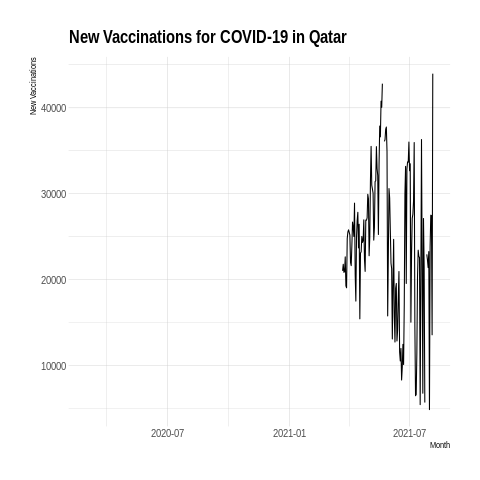 New Vaccinations for COVID-19 in Qatar
New Vaccinations
40000
30000
20000
10000
2020-07
2021-01
2021-07
Month